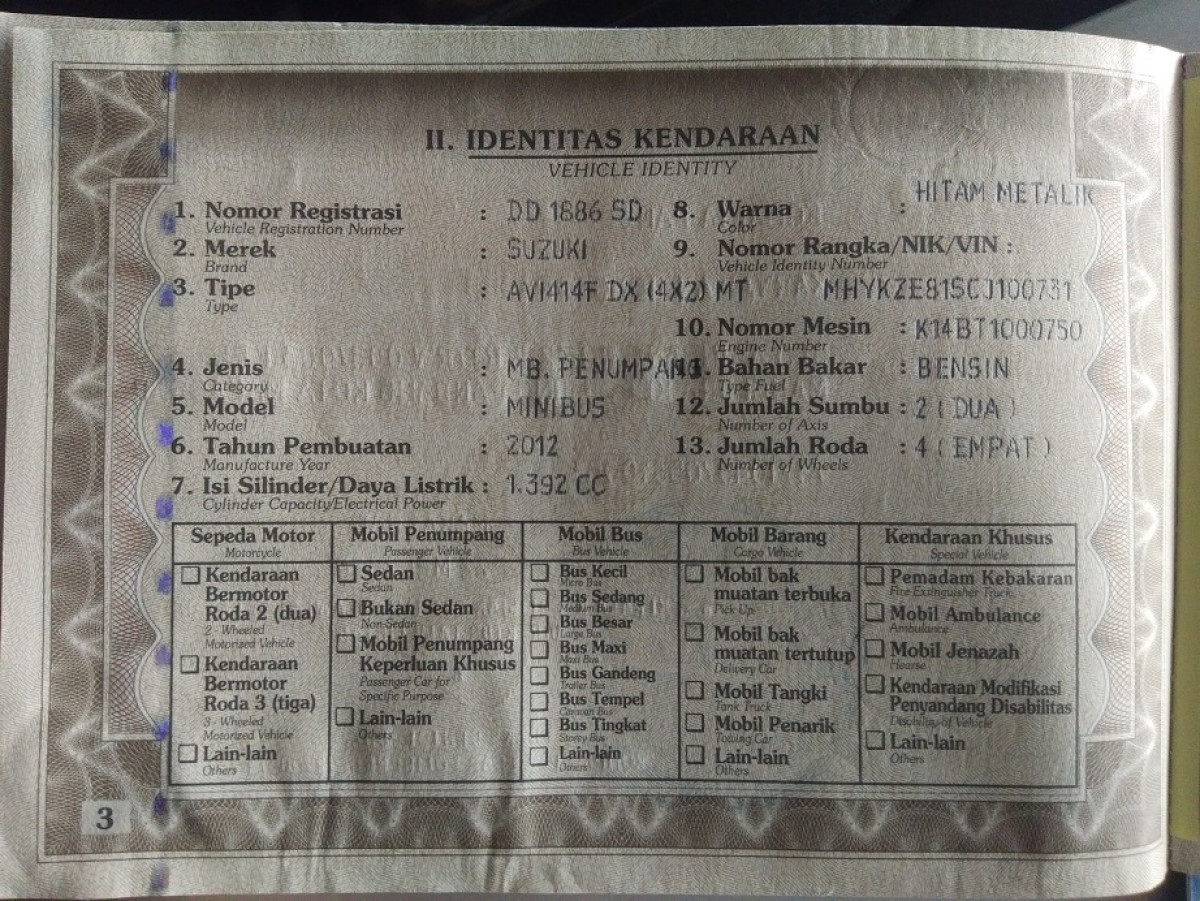 II. IDENTITAS KENDARAAN
VEHICLE IDENTITY
1. Nomor Registrasi : DD 1886 SD
Vehicle Registration Number
2. Merek : SUZUKI
Brand
3. Tipe : AV1414F DX (4X2) MT
Type
4. Jenis : MB. PENUMPANG
Category
5. Model : MINIBUS
Model
6. Tahun Pembuatan : 2012
Manufacture Year
7. Isi Silinder/Daya Listrik : 1.392 CC
Cylinder Capacity/Electrical Power
8. Warna : HITAM METALIK
Color
9. Nomor Rangka/NIK/VIN :
Vehicle Identity Number
MHYKZE81SCJ100731
10. Nomor Mesin : K14BT1000750
Engine Number
11. Bahan Bakar : BENSIN
Type Fuel
12. Jumlah Sumbu : 2 ( DUA )
Number of Axis
13. Jumlah Roda : 4 ( EMPAT )
Number of Wheels
Sepeda Motor
Motorcycle
Kendaraan
Bermotor
Roda 2 (dua)
2 - Wheeled
Motorized Vehicle
Kendaraan
Bermotor
Roda 3 (tiga)
3 - Wheeled
Motorized Vehicle
Lain-lain
Others
Mobil Penumpang
Passenger Vehicle
Sedan
Sedan
Bukan Sedan
Non-Sedan
Mobil Penumpang
Keperluan Khusus
Passenger Car for
Specific Purpose
Lain-lain
Others
Mobil Bus
Bus Vehicle
Bus Kecil
Micro Bus
Bus Sedang
Medium Bus
Bus Besar
Large Bus
Bus Maxi
Maxi Bus
Bus Gandeng
Trailer Bus
Bus Tempel
Caravan Bus
Bus Tingkat
Storey Bus
Lain-lain
Others
Mobil Barang
Cargo Vehicle
Mobil bak
muatan terbuka
Pick Up
Mobil bak
muatan tertutup
Delivery Car
Mobil Tangki
Tank Truck
Mobil Penarik
Towing Car
Lain-lain
Others
Kendaraan Khusus
Special Vehicle
Pemadam Kebakaran
Fire Extinguisher Truck
Mobil Ambulance
Ambulance
Mobil Jenazah
Hearse
Kendaraan Modifikasi
Penyandang Disabilitas
Disability of Vehicle
Lain-lain
Others
3